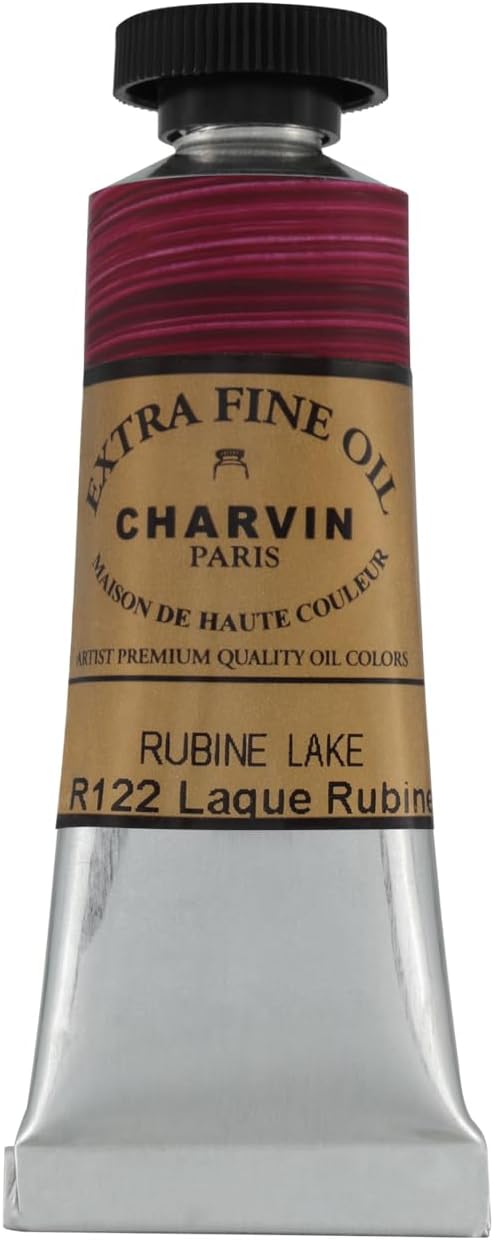 EXTRA FINE OIL
CHARVIN
PARIS
MAISON DE HAUTE COULEUR
ARTIST PREMIUM QUALITY OIL COLORS
RUBINE LAKE
R122 Laque Rubine